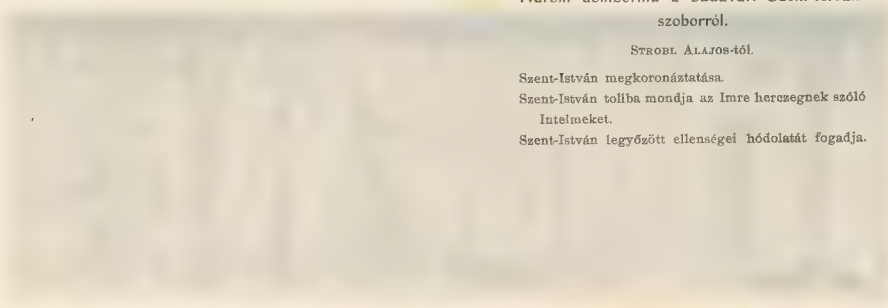 szoborról.
STROBL ALAJOS-tól.
Szent-István megkoronáztatása.
Szent-István tollba mondja az Imre herczegnek szóló
Intelmeket.
Szent-István legyőzött ellenségei hódolatát fogadja.